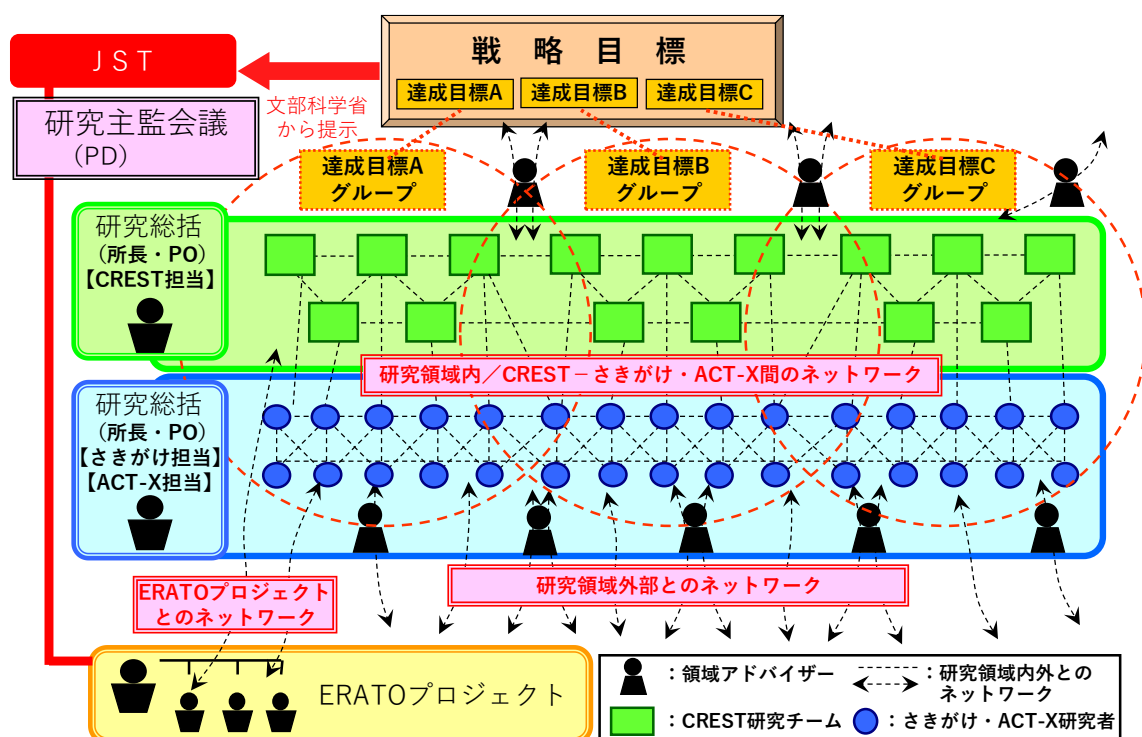 戦略目標
達成目標A
達成目標B
達成目標C
JST
文部科学省
から提示
研究主監会議
（PD）
達成目標A
グループ
達成目標B
グループ
達成目標C
グループ
研究総括
（所長・PO）
【CREST担当】
研究領域内／CREST－さきがけ・ACT-X間のネットワーク
研究総括
（所長・PO）
【さきがけ担当】
【ACT-X担当】
ERATOプロジェクト
とのネットワーク
研究領域外部とのネットワーク
ERATOプロジェクト
：領域アドバイザー
：研究領域内外との
ネットワーク
：CREST研究チーム
：さきがけ・ACT-X研究者